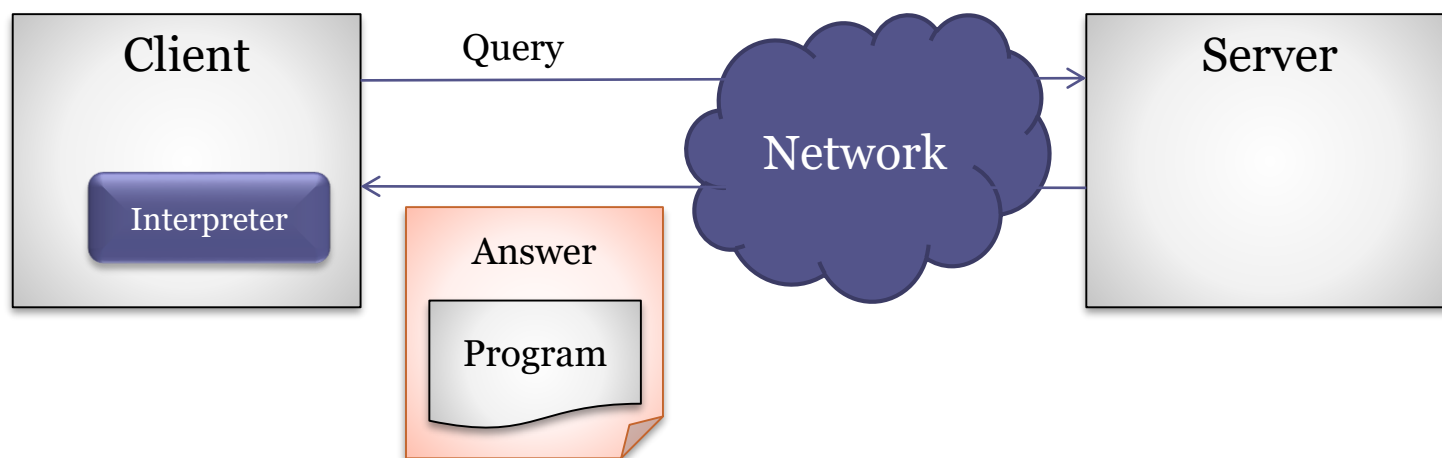 Client
Query
Server
Network
Interpreter
Answer
Program